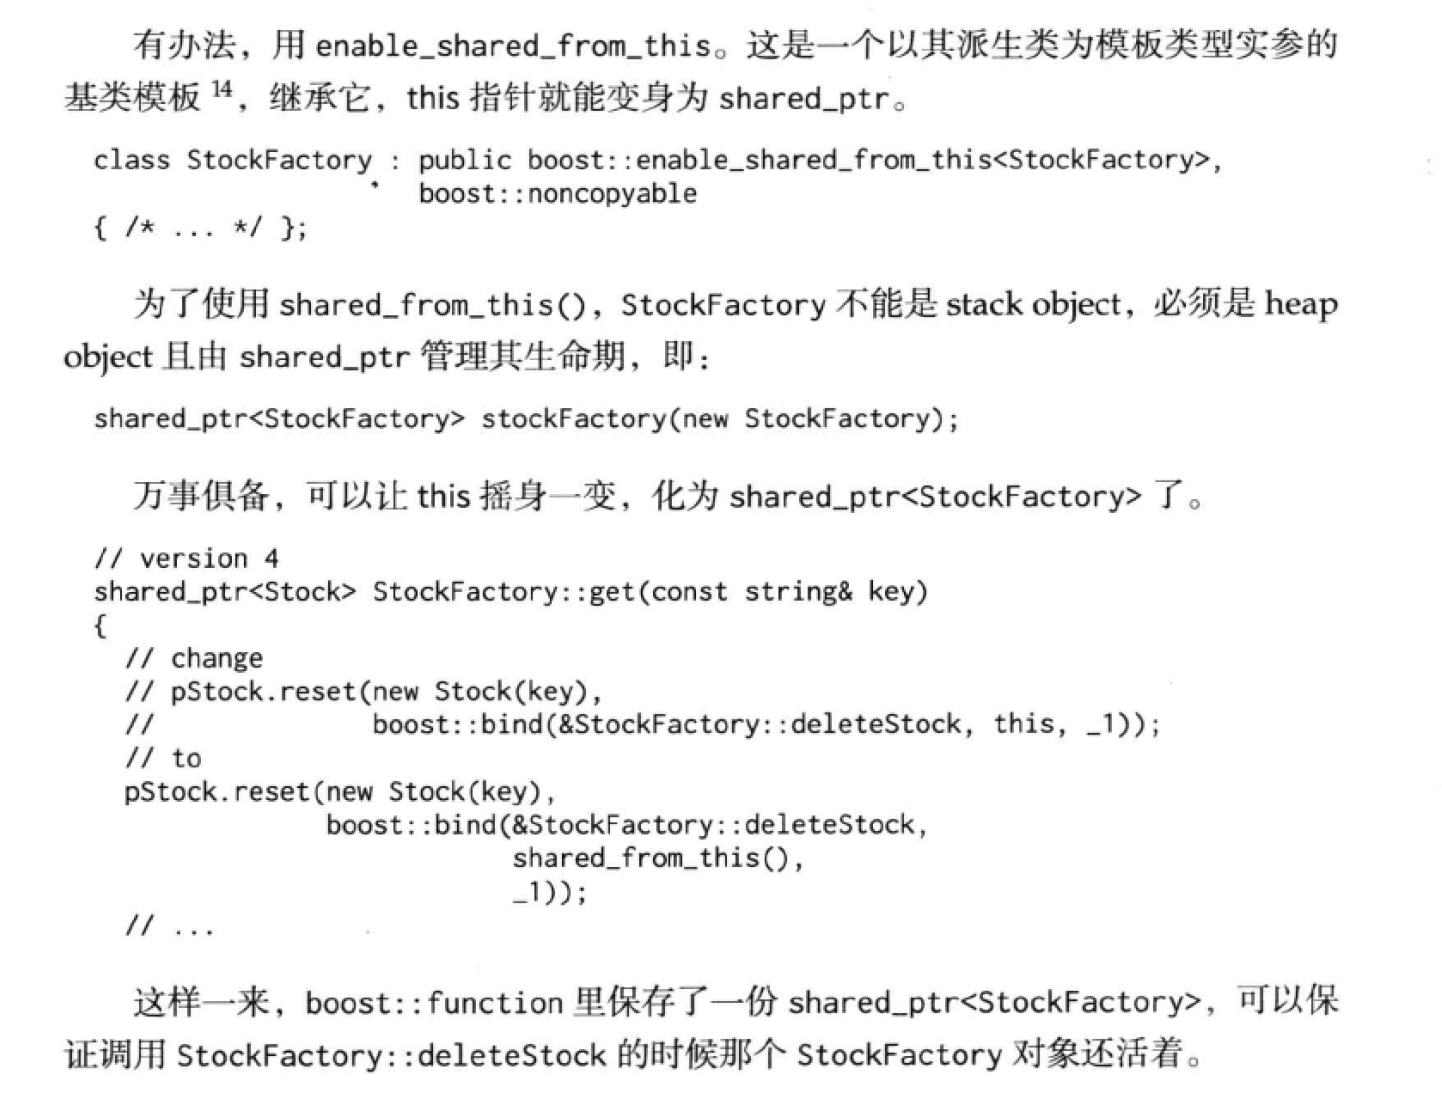 有办法，用 enable_shared_from_this。这是一个以其派生类为模板类型实参的
基类模板 14，继承它，this 指针就能变身为 shared_ptr。
class StockFactory : public boost::enable_shared_from_this<StockFactory>,
boost::noncopyable
{ /* ... */ };
为了使用 shared_from_this()，StockFactory 不能是 stack object，必须是 heap
object 且由 shared_ptr 管理其生命期，即：
shared_ptr<StockFactory> stockFactory(new StockFactory);
万事俱备，可以让 this 摇身一变，化为 shared_ptr<StockFactory> 了。
// version 4
shared_ptr<Stock> StockFactory::get(const string& key)
{
// change
// pStock.reset(new Stock(key),
// boost::bind(&StockFactory::deleteStock, this, _1));
// to
pStock.reset(new Stock(key),
boost::bind(&StockFactory::deleteStock,
shared_from_this(),
_1));
// ...
这样一来，boost::function 里保存了一份 shared_ptr<StockFactory>，可以保
证调用 StockFactory::deleteStock 的时候那个 StockFactory 对象还活着。